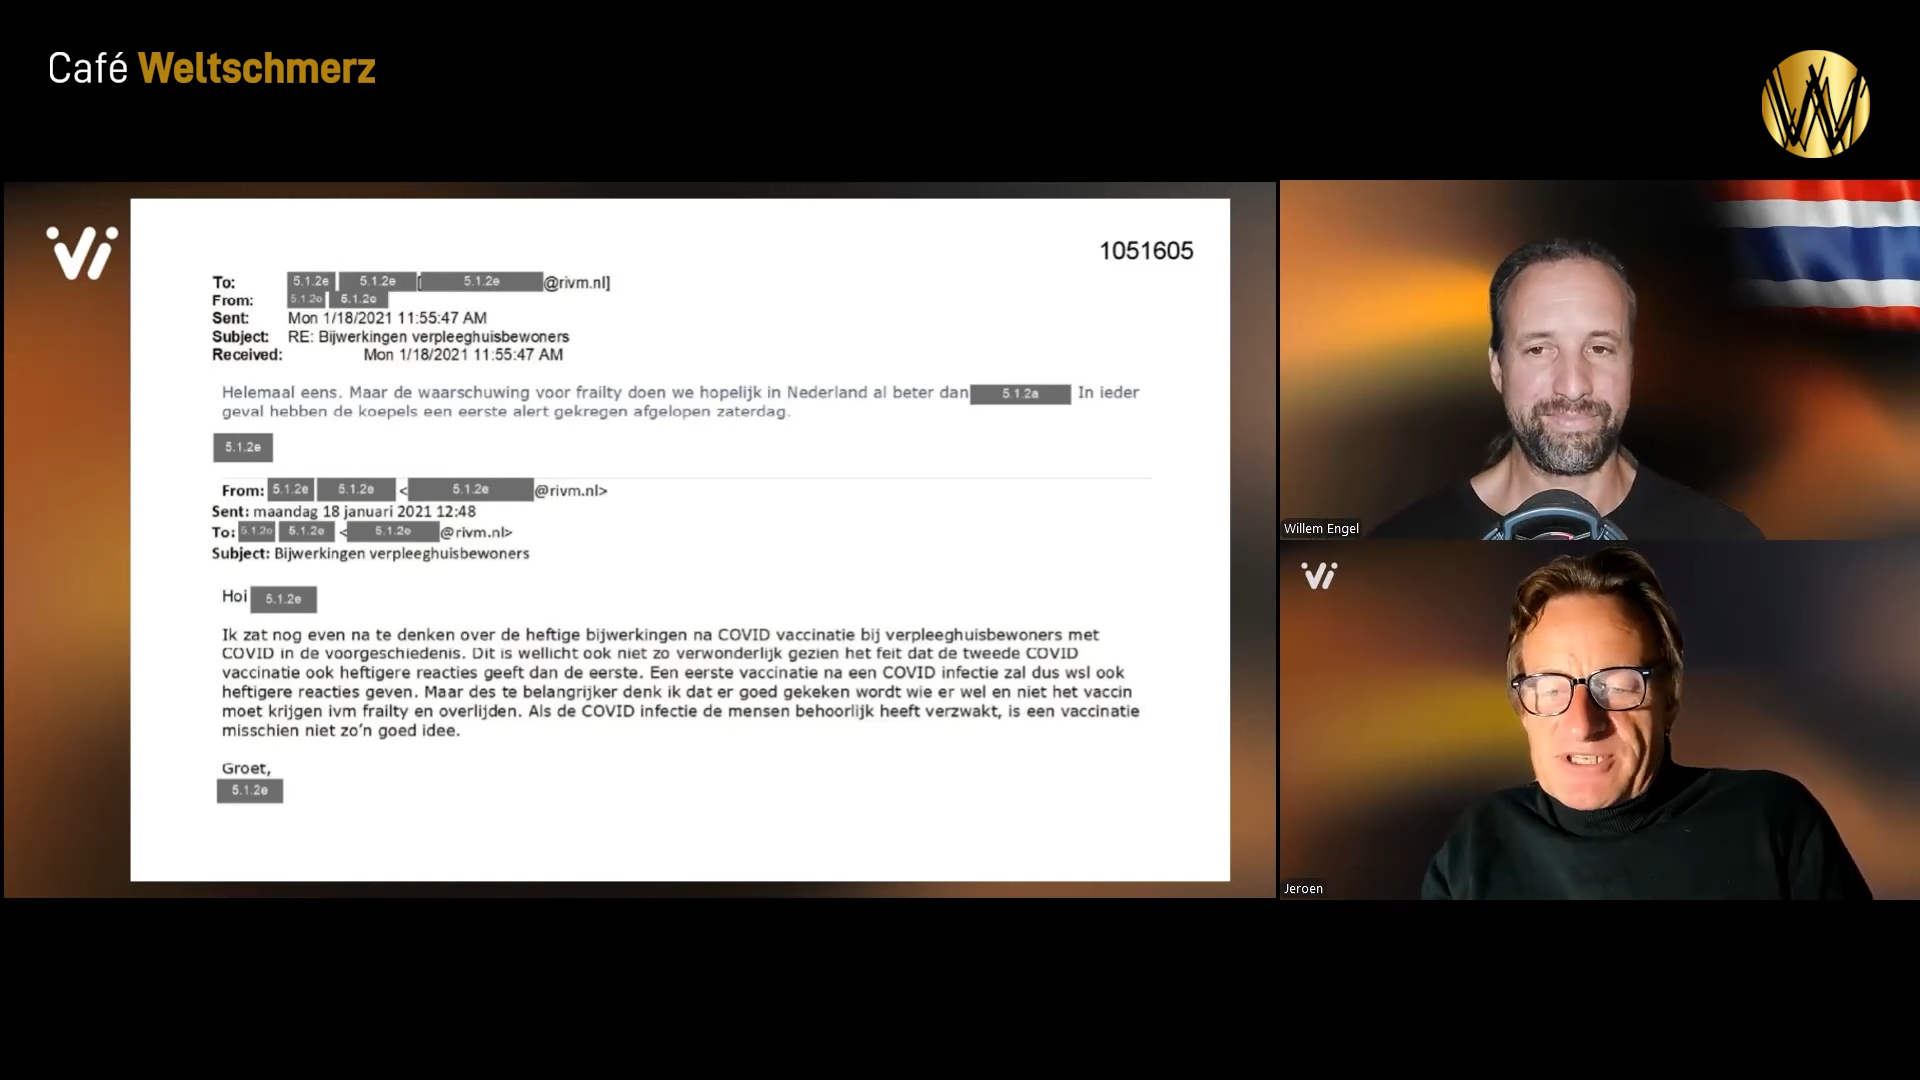 Café Weltschmerz
1051605
To: 5.1.2e 5.1.2e [ 5.1.2e @rivm.nl]
From: 5.1.2e 5.1.2e
Sent: Mon 1/18/2021 11:55:47 AM
Subject: RE: Bijwerkingen verpleeghuisbewoners
Received: Mon 1/18/2021 11:55:47 AM
Helemaal eens. Maar de waarschuwing voor frailty doen we hopelijk in Nederland al beter dan 5.1.2a In ieder
geval hebben de koepels een eerste alert gekregen afgelopen zaterdag.
5.1.2e
From: 5.1.2e 5.1.2e < 5.1.2e @rivm.nl>
Sent: maandag 18 januari 2021 12:48
To: 5.1.2e 5.1.2e < 5.1.2e @rivm.nl>
Subject: Bijwerkingen verpleeghuisbewoners
Hoi 5.1.2e
Ik zat nog even na te denken over de heftige bijwerkingen na COVID vaccinatie bij verpleeghuisbewoners met
COVID in de voorgeschiedenis. Dit is wellicht ook niet zo verwonderlijk gezien het feit dat de tweede COVID
vaccinatie ook heftigere reacties geeft dan de eerste. Een eerste vaccinatie na een COVID infectie zal dus wsl ook
heftigere reacties geven. Maar des te belangrijker denk ik dat er goed gekeken wordt wie er wel en niet het vaccin
moet krijgen ivm frailty en overlijden. Als de COVID infectie de mensen behoorlijk heeft verzwakt, is een vaccinatie
misschien niet zo'n goed idee.
Groet,
5.1.2e
Willem Engel
Jeroen